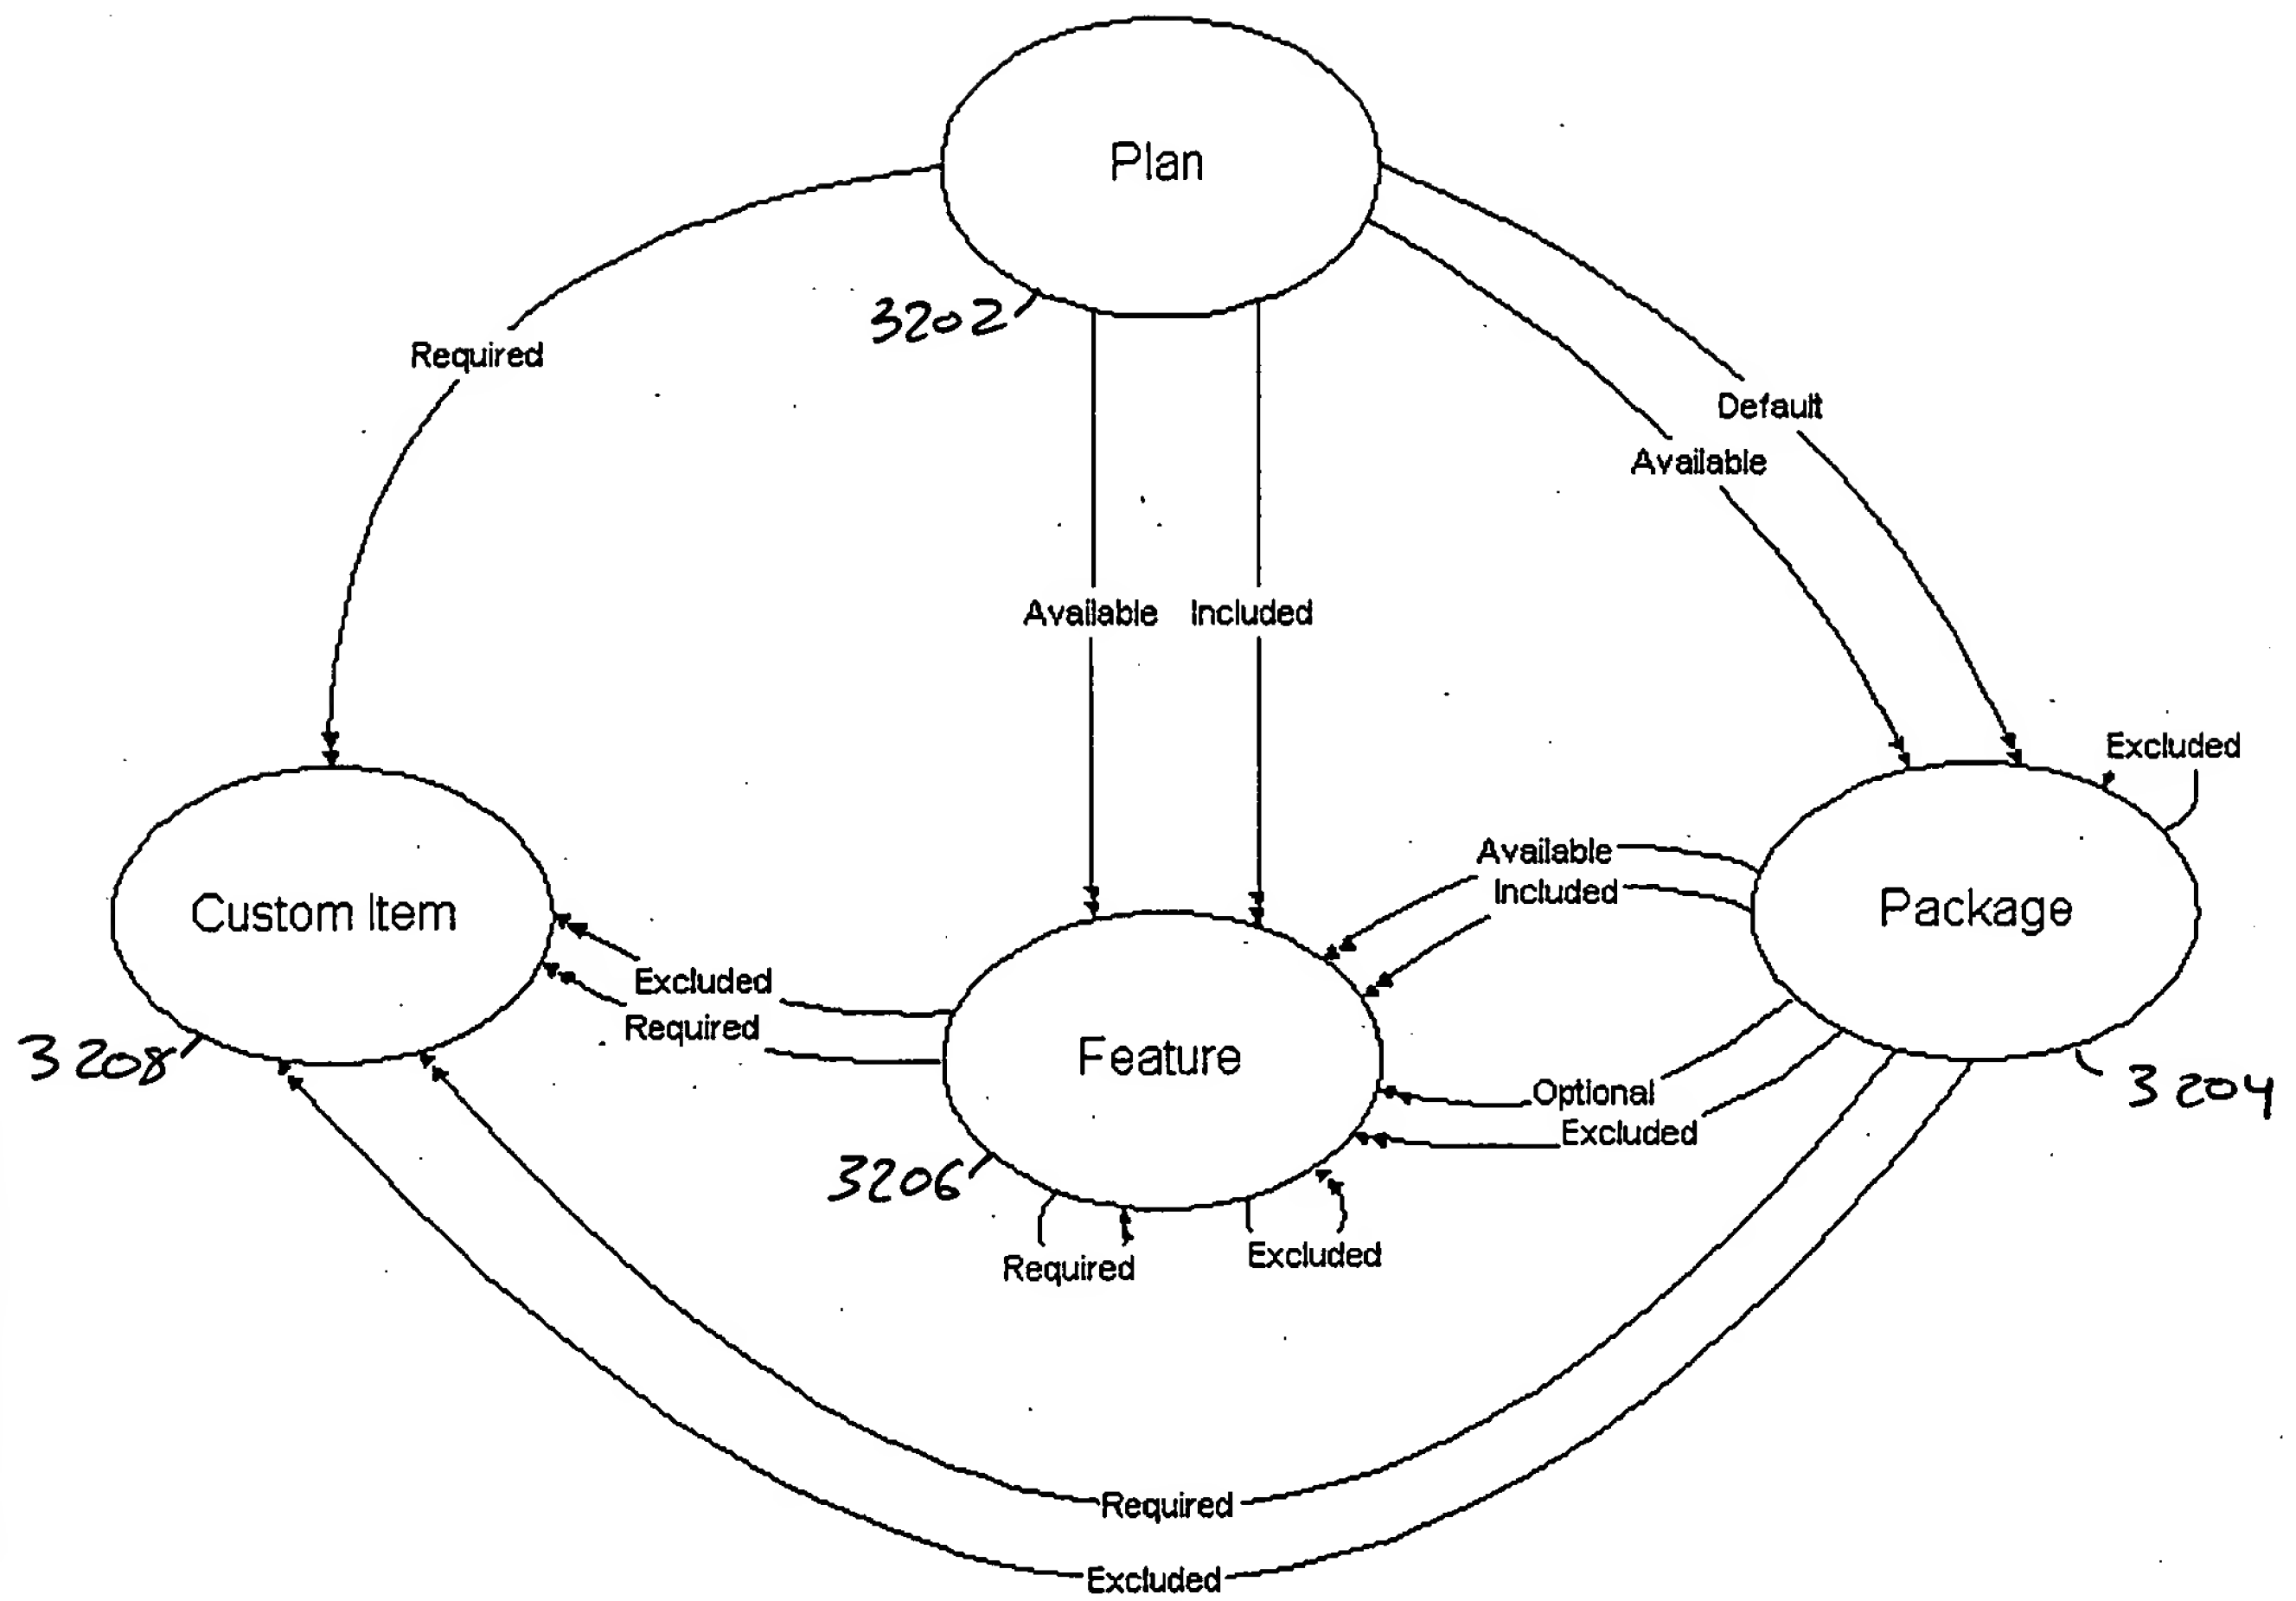 Plan
3202
Required
Default
Available
Available
Included
Excluded
Available
Included
Custom Item
Package
Excluded
Required
Feature
3208
3204
Optional
Excluded
3206
Required
Excluded
Required
Excluded